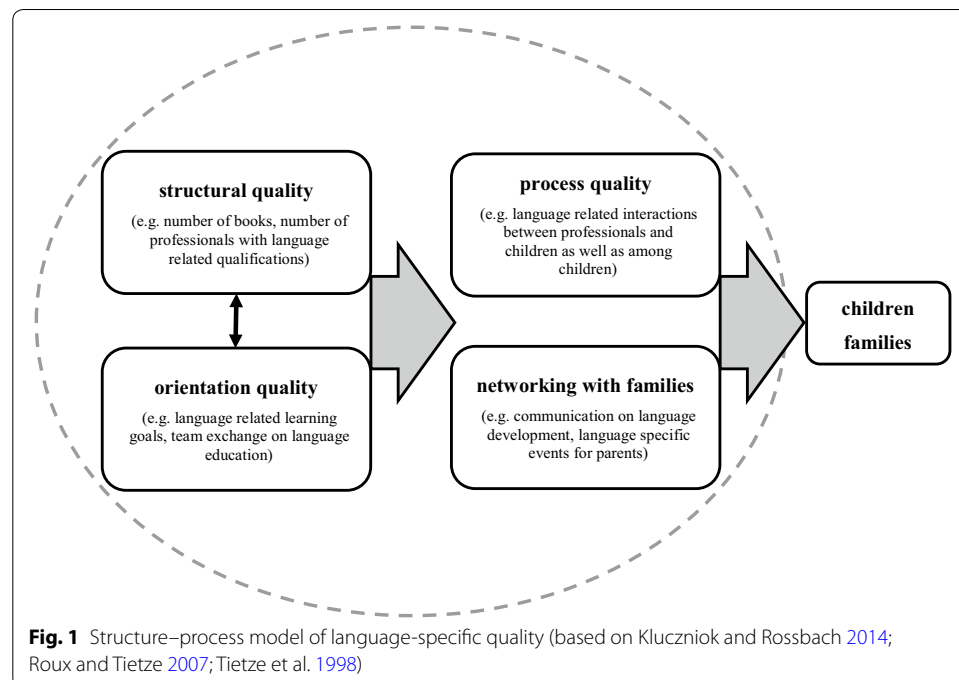 structural quality
(e.g. number of books, number of
professionals with language
related qualifications)
orientation quality
(e.g. language related learning
goals, team exchange on language
education)
process quality
(e.g. language related interactions
between professionals and
children as well as among
children)
networking with families
(e.g. communication on language
development, language specific
events for parents)
children
families
Fig. 1 Structure–process model of language-specific quality (based on Kluczniok and Rossbach 2014;
Roux and Tietze 2007; Tietze et al. 1998)